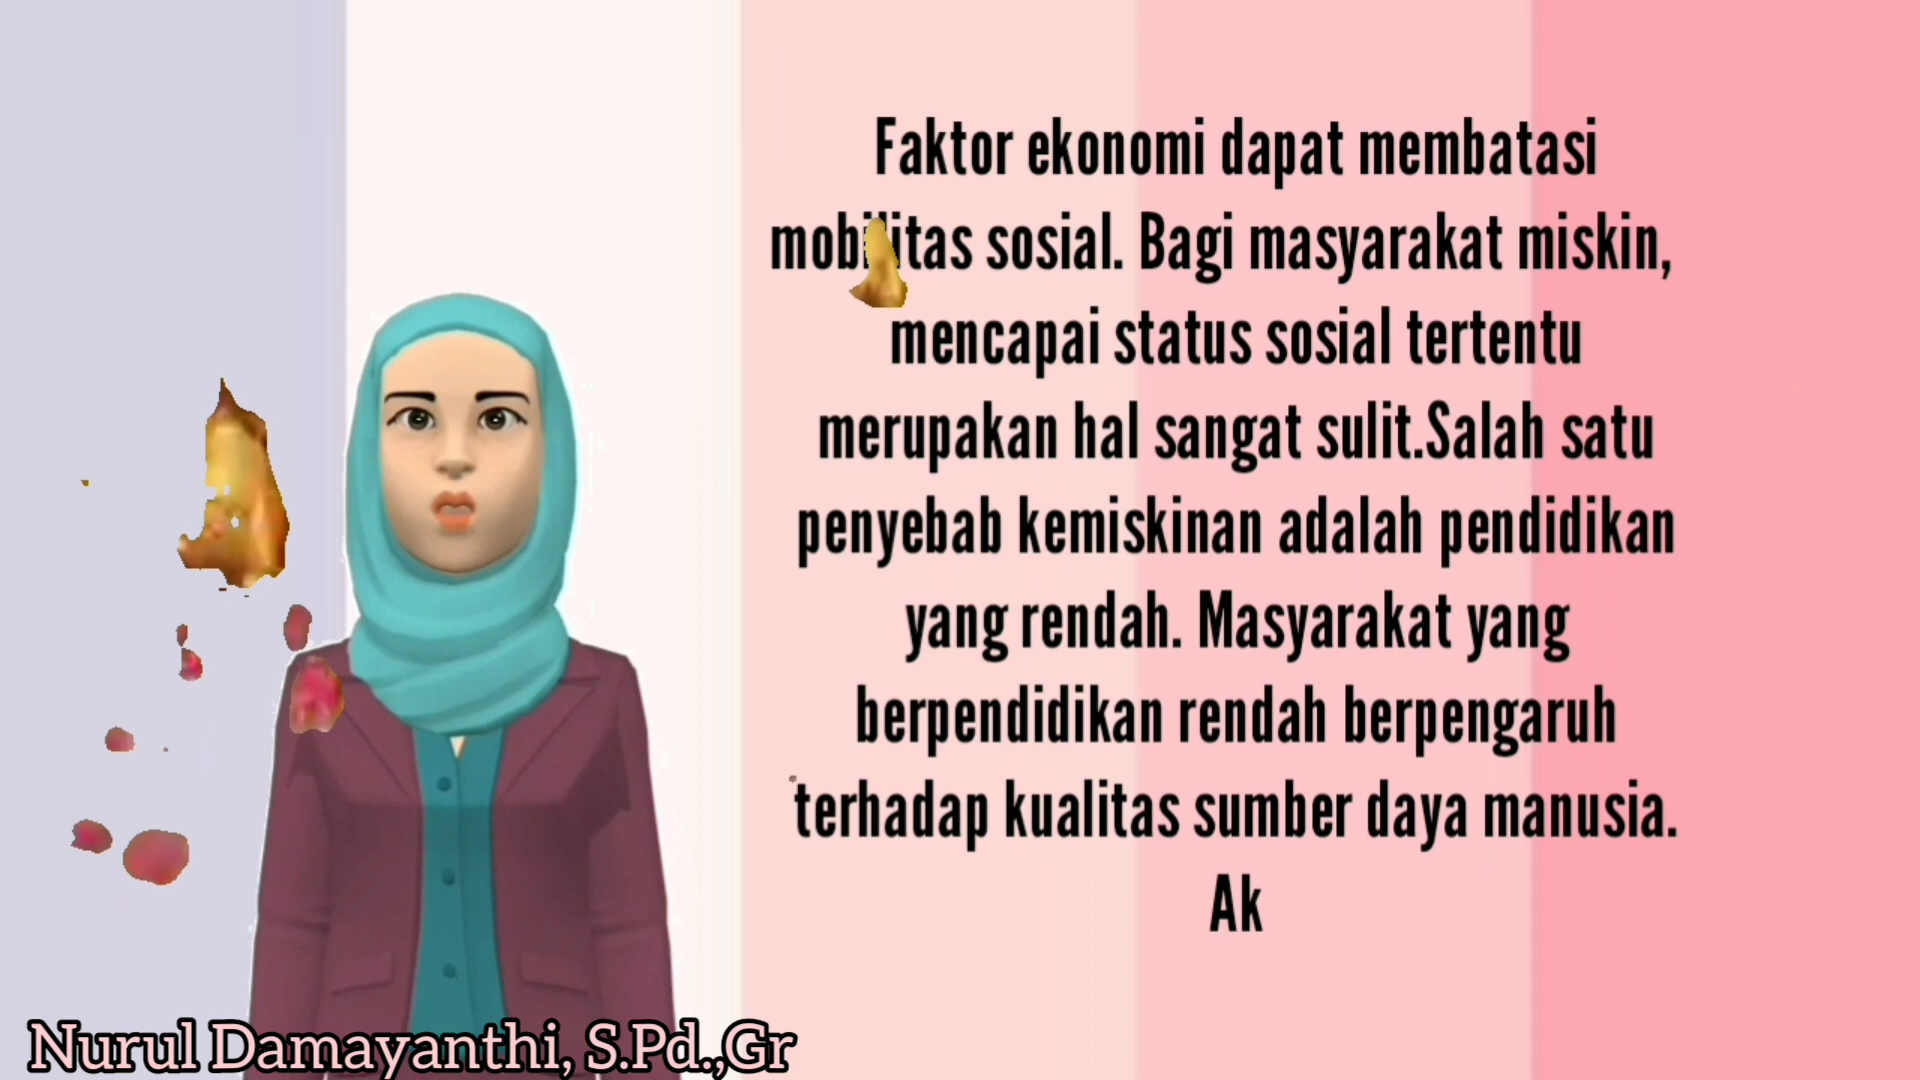 Faktor ekonomi dapat membatasi
mobilitas sosial. Bagi masyarakat miskin,
mencapai status sosial tertentu
merupakan hal sangat sulit.Salah satu
penyebab kemiskinan adalah pendidikan
yang rendah. Masyarakat yang
berpendidikan rendah berpengaruh
terhadap kualitas sumber daya manusia.
Ak
Nurul Damayanthi, S.Pd.,Gr